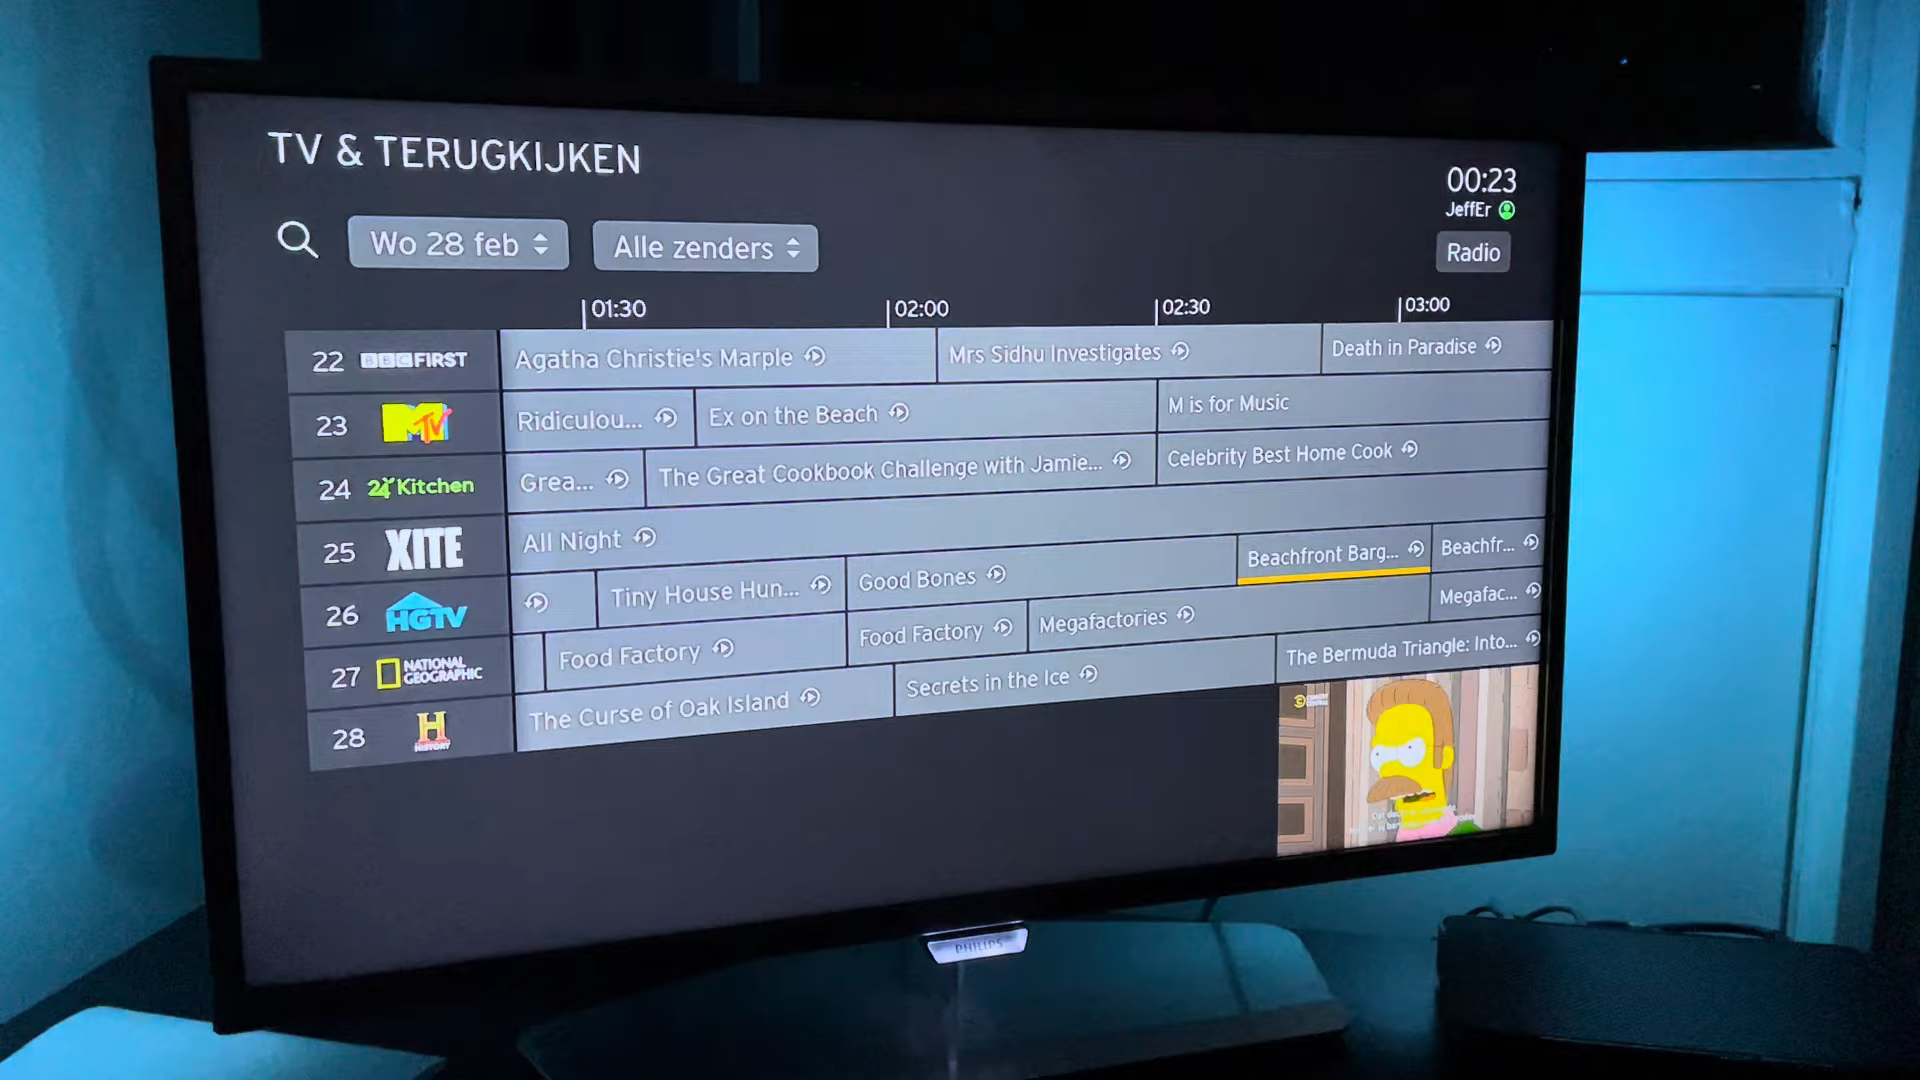 TV & TERUGKIJKEN
00:23
JeffEr
Wo 28 feb
Alle zenders
Radio
01:30 02:00 02:30 03:00
22 BBC FIRST Agatha Christie's Marple Mrs Sidhu Investigates Death in Paradise
23 MTV Ridiculou... Ex on the Beach M is for Music
24 24Kitchen Grea... The Great Cookbook Challenge with Jamie... Celebrity Best Home Cook
25 XITE All Night
26 HGTV Tiny House Hun... Good Bones Beachfront Barg... Beachfr...
27 NATIONAL GEOGRAPHIC Food Factory Food Factory Megafactories Megafac...
28 H HISTORY The Curse of Oak Island Secrets in the Ice The Bermuda Triangle: Into...
PHILIPS